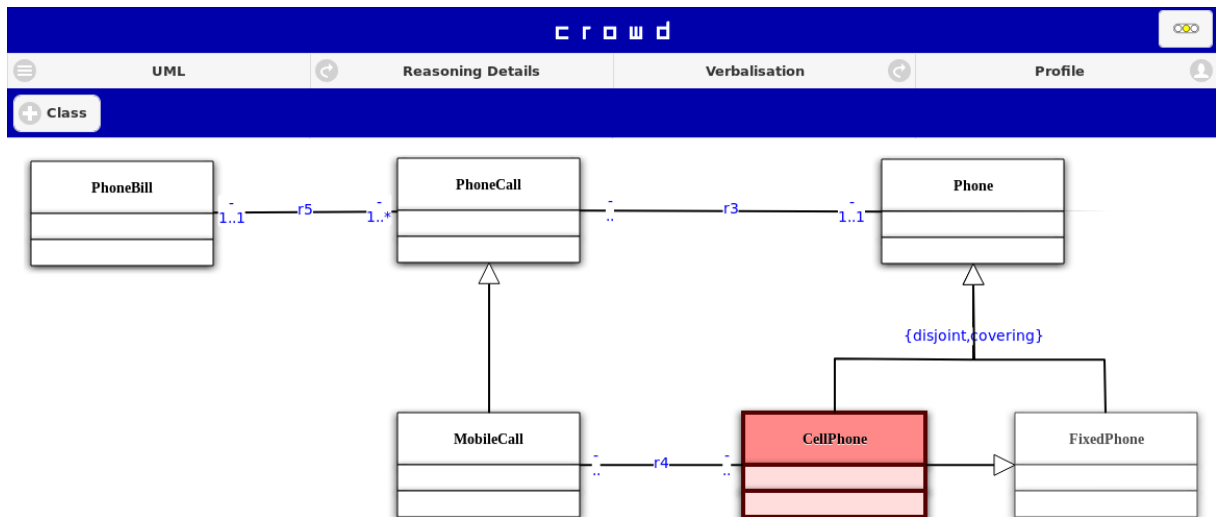 crowd
UML Reasoning Details Verbalisation Profile
Class
PhoneBill PhoneCall Phone
- - - -
r5 r3
1..1 1..* .. 1..1
{disjoint,covering}
MobileCall CellPhone FixedPhone
- -
r4
.. ..